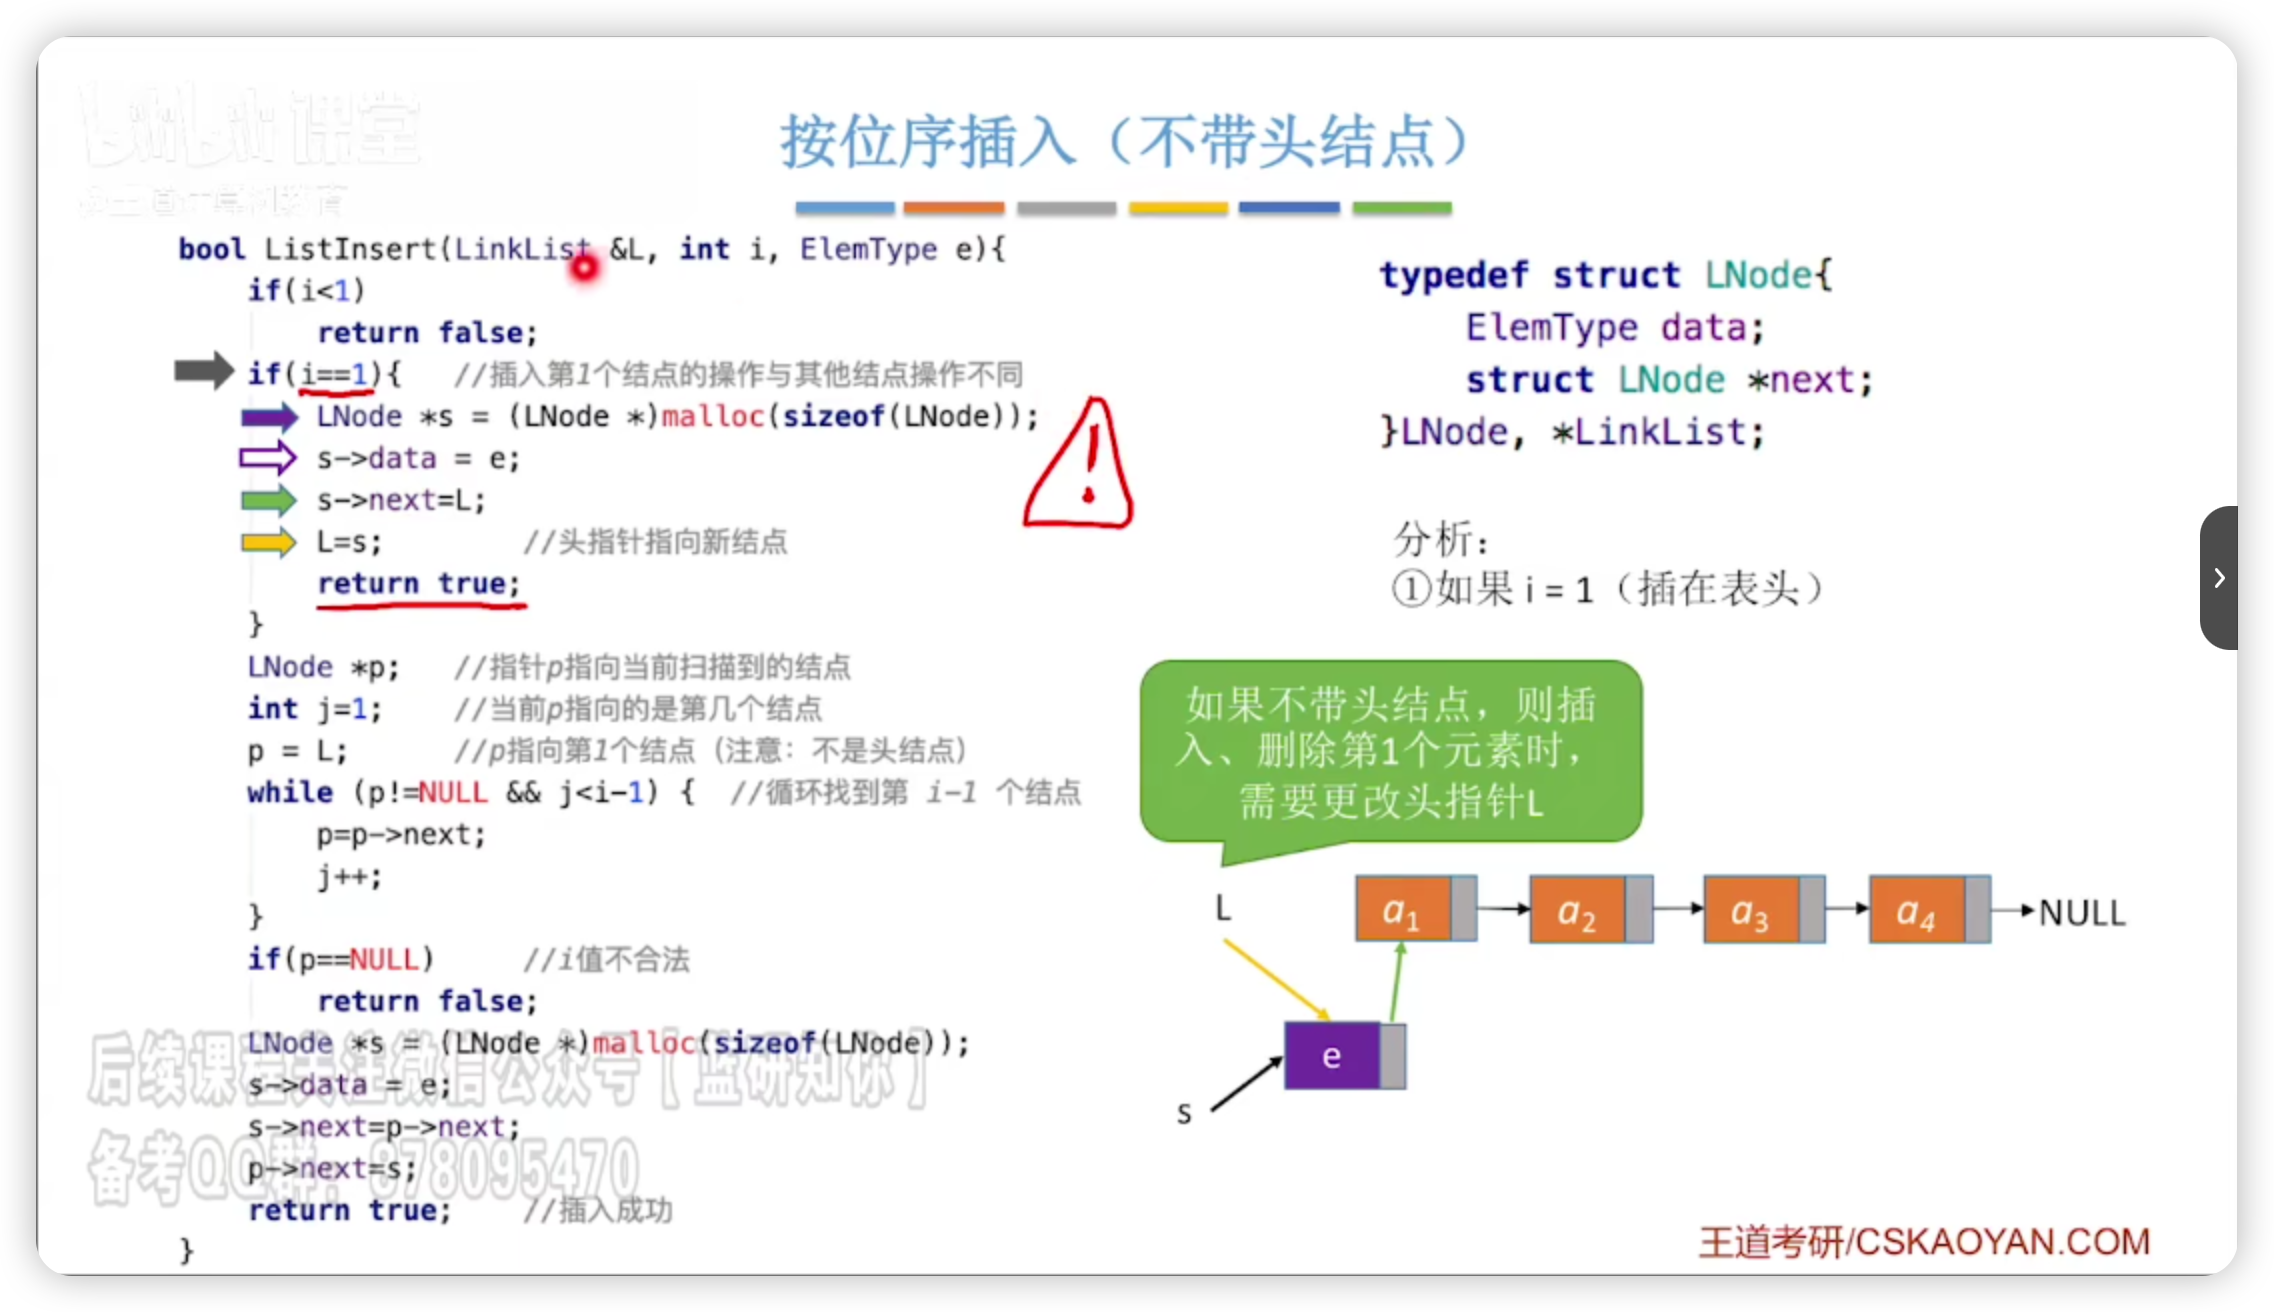 课堂
按位序插入（不带头结点）
bool ListInsert(LinkList &L, int i, ElemType e){
if(i<1)
return false;
if(i==1){ //插入第1个结点的操作与其他结点操作不同
LNode *s = (LNode *)malloc(sizeof(LNode));
s->data = e;
s->next=L;
L=s; //头指针指向新结点
return true;
}
LNode *p; //指针p指向当前扫描到的结点
int j=1; //当前p指向的是第几个结点
p = L; //p指向第1个结点（注意：不是头结点）
while (p!=NULL && j<i-1) { //循环找到第 i-1 个结点
p=p->next;
j++;
}
if(p==NULL) //i值不合法
return false;
LNode *s = (LNode *)malloc(sizeof(LNode));
s->data = e;
s->next=p->next;
p->next=s;
return true; //插入成功
}
后续课程关注微信公众号【蓝研知你】
备考QQ群：878095470
typedef struct LNode{
ElemType data;
struct LNode *next;
}LNode, *LinkList;
分析：
①如果 i = 1（插在表头）
如果不带头结点，则插
入、删除第1个元素时，
需要更改头指针L
L
a1 a2 a3 a4 NULL
e
s
王道考研/CSKAOYAN.COM